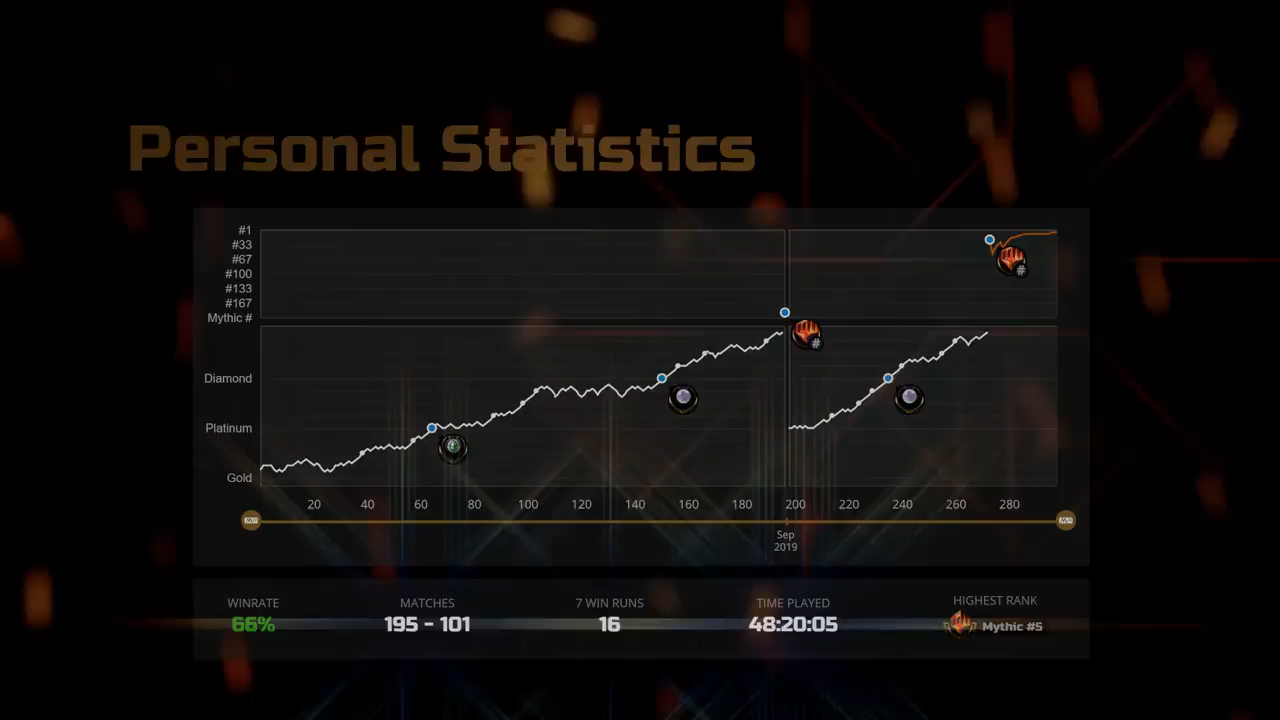 Personal Statistics
#1
#33
#67
#100
#133
#167
Mythic #
Diamond
Platinum
Gold
#
#
20 40 60 80 100 120 140 160 180 200 220 240 260 280
Sep
2019
WINRATE MATCHES 7 WIN RUNS TIME PLAYED HIGHEST RANK
66% 195 - 101 16 48:20:05 Mythic #5